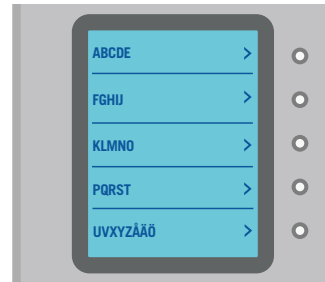 ABCDE
FGHIJ
KLMNO
PQRST
UVXYZÅÄÖ